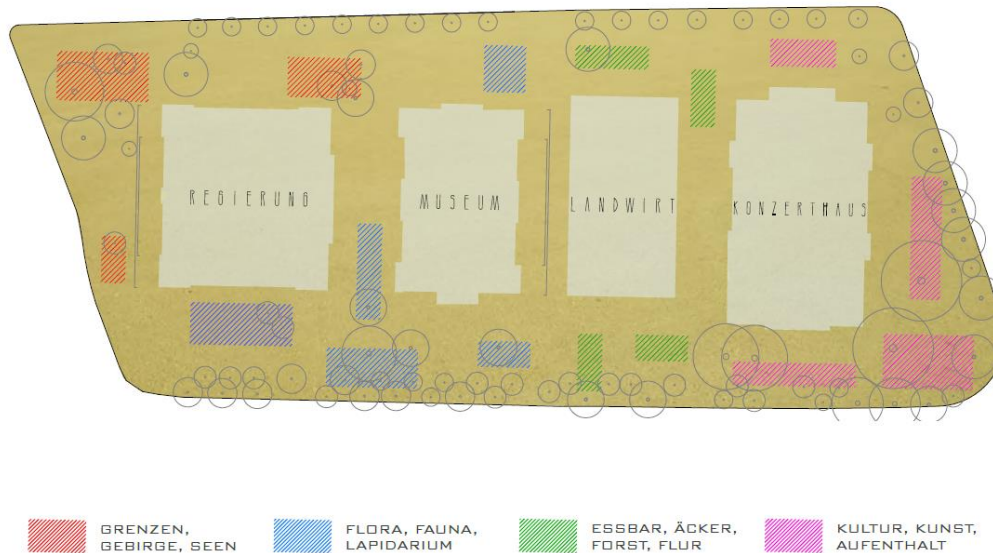 REGIERUNG
MUSEUM
LANDWIRT
KONZERTHAUS
GRENZEN,
GEBIRGE, SEEN
FLORA, FAUNA,
LAPIDARIUM
ESSBAR, ÄCKER,
FORST, FLUR
KULTUR, KUNST,
AUFENTHALT